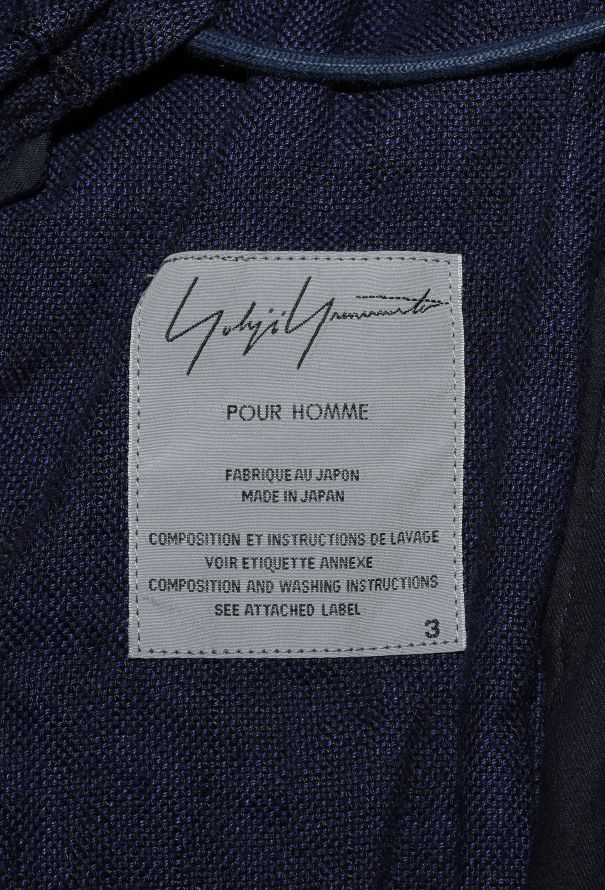 Yohji Yamamoto
POUR HOMME
FABRIQUE AU JAPON
MADE IN JAPAN
COMPOSITION ET INSTRUCTIONS DE LAVAGE
VOIR ETIQUETTE ANNEXE
COMPOSITION AND WASHING INSTRUCTIONS
SEE ATTACHED LABEL
3